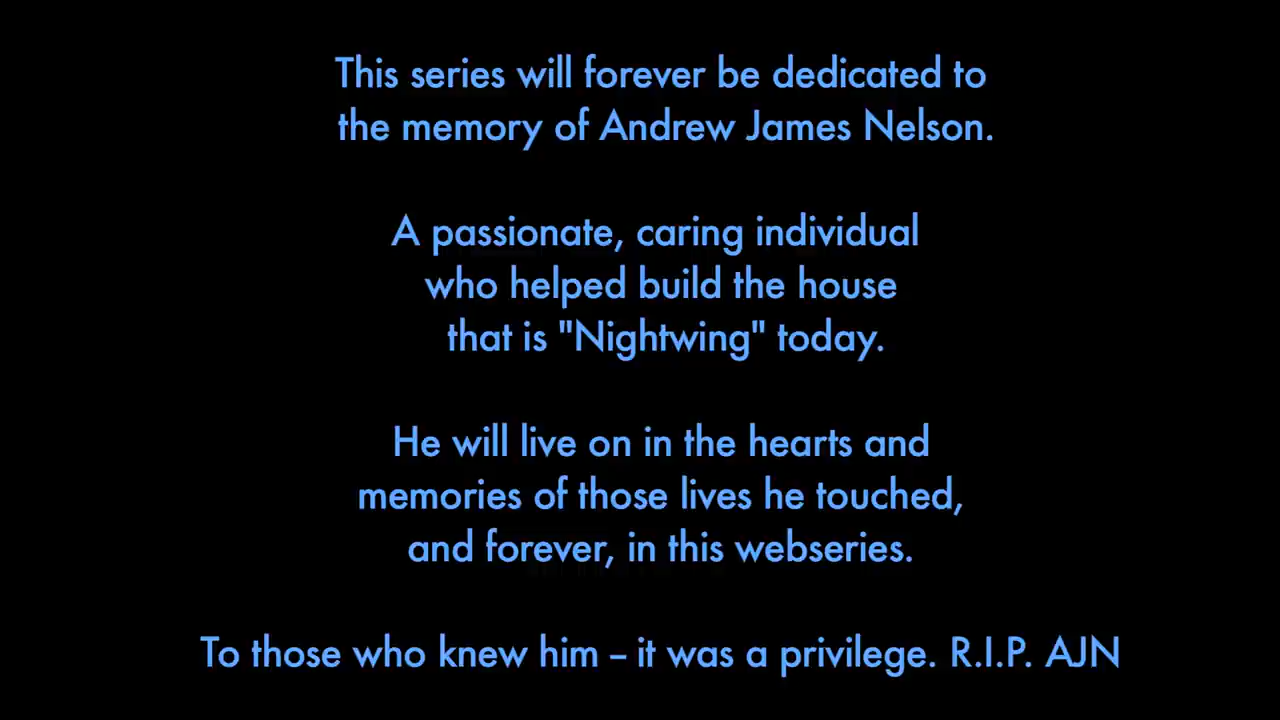 This series will forever be dedicated to
the memory of Andrew James Nelson.
A passionate, caring individual
who helped build the house
that is "Nightwing" today.
He will live on in the hearts and
memories of those lives he touched,
and forever, in this webseries.
To those who knew him – it was a privilege. R.I.P. AJN